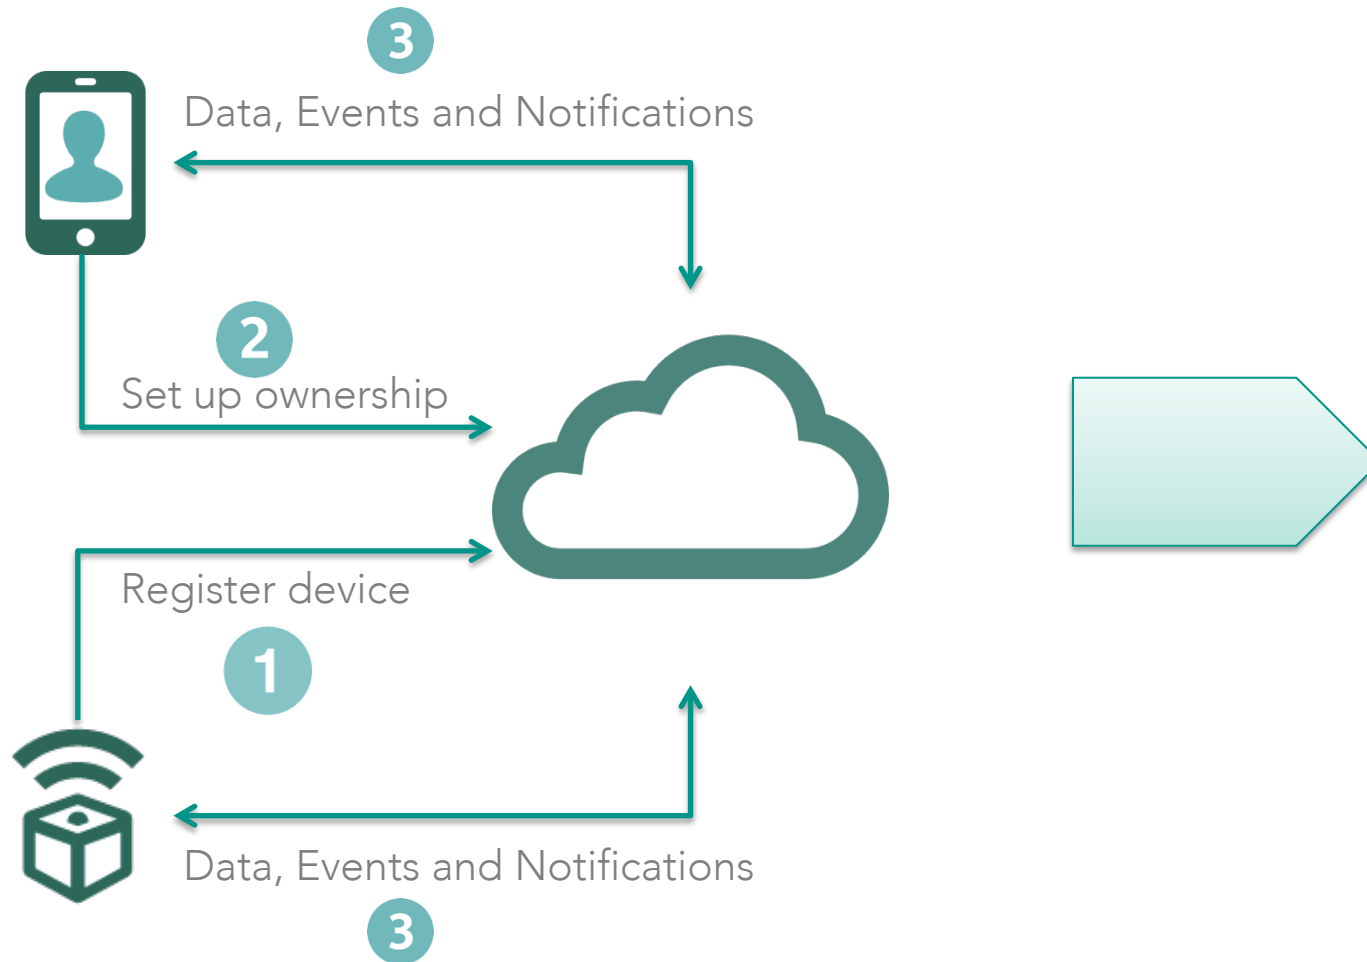 3
Data, Events and Notifications
2
Set up ownership
Register device
1
Data, Events and Notifications
3